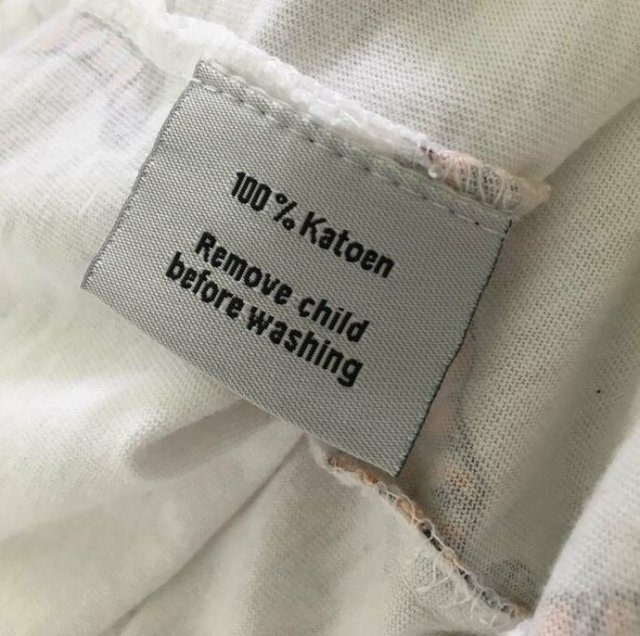 100% Katoen
Remove child
before washing